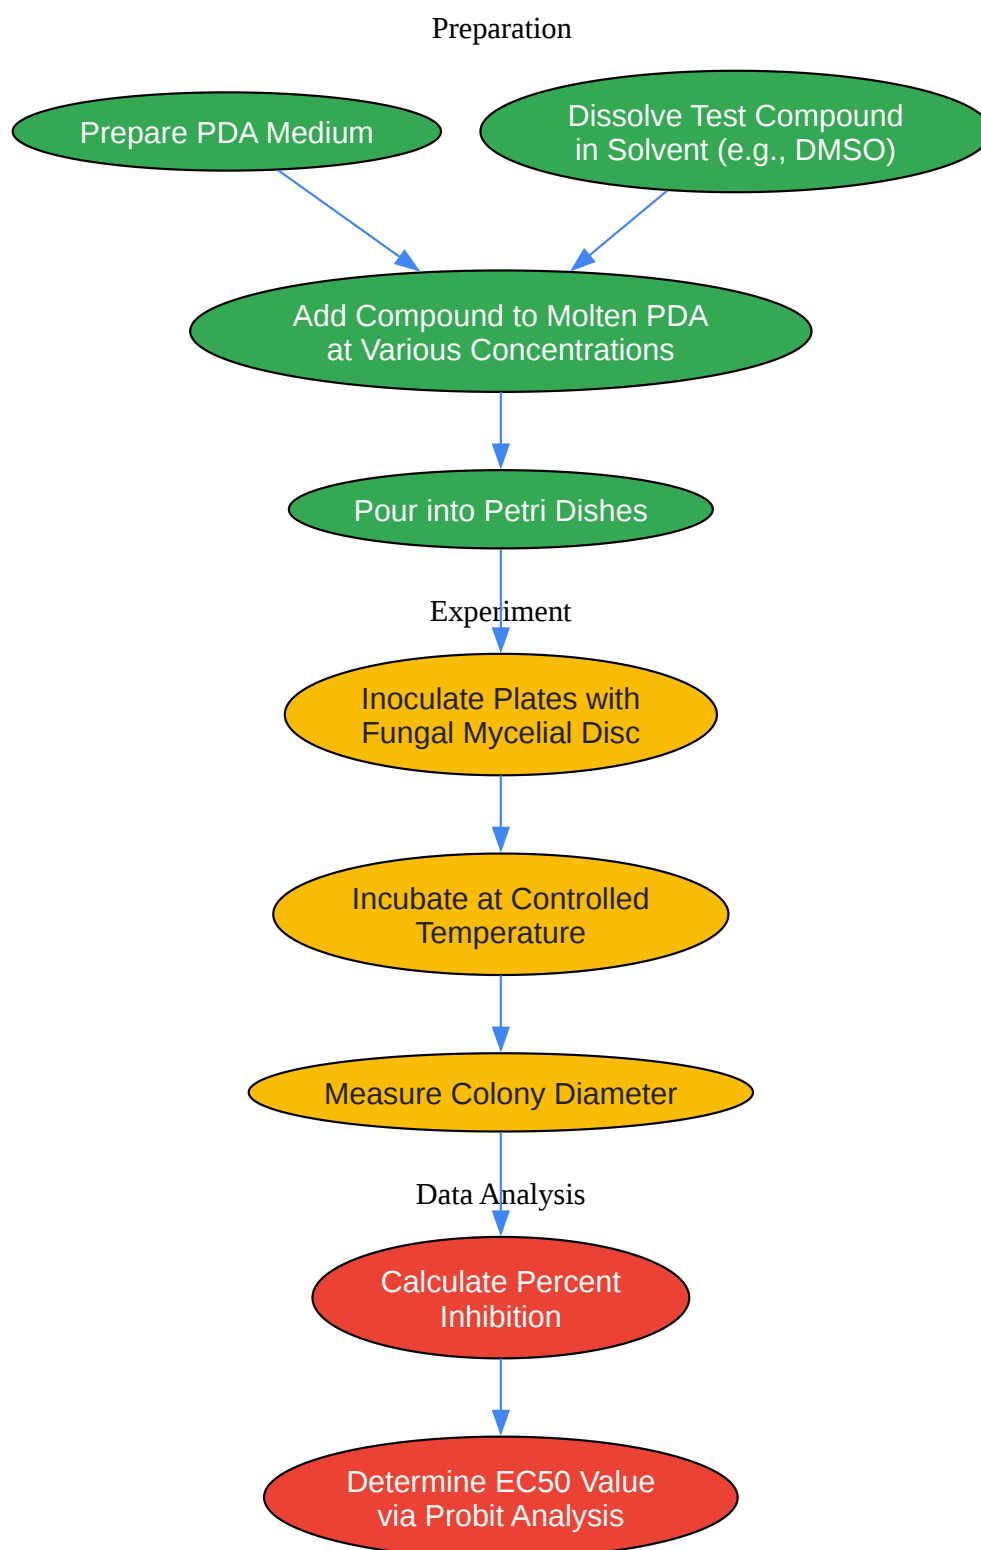 Preparation
Prepare PDA Medium
Dissolve Test Compound
in Solvent (e.g., DMSO)
Add Compound to Molten PDA
at Various Concentrations
Pour into Petri Dishes
Experiment
Inoculate Plates with
Fungal Mycelial Disc
Incubate at Controlled
Temperature
Measure Colony Diameter
Data Analysis
Calculate Percent
Inhibition
Determine EC50 Value
via Probit Analysis